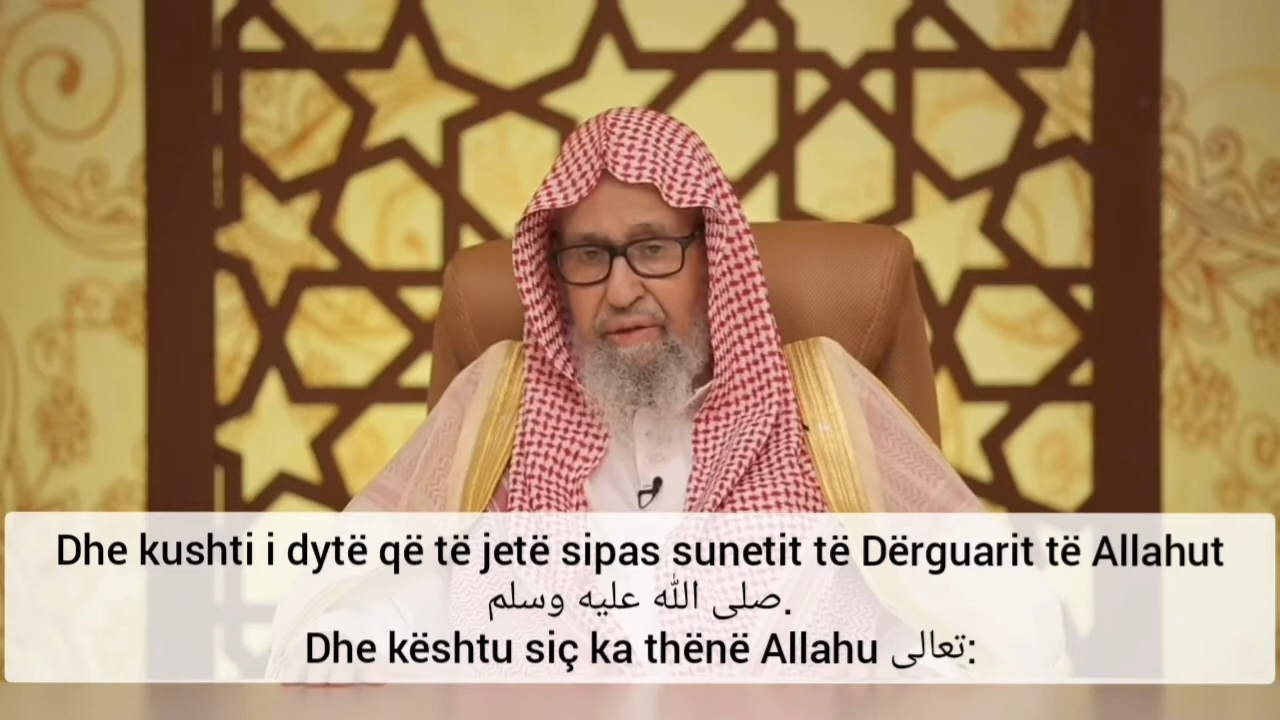 Dhe kushti i dytë që të jetë sipas sunetit të Dërguarit të Allahut
صلى الله عليه وسلم.
Dhe kështu siç ka thënë Allahu تعالى: